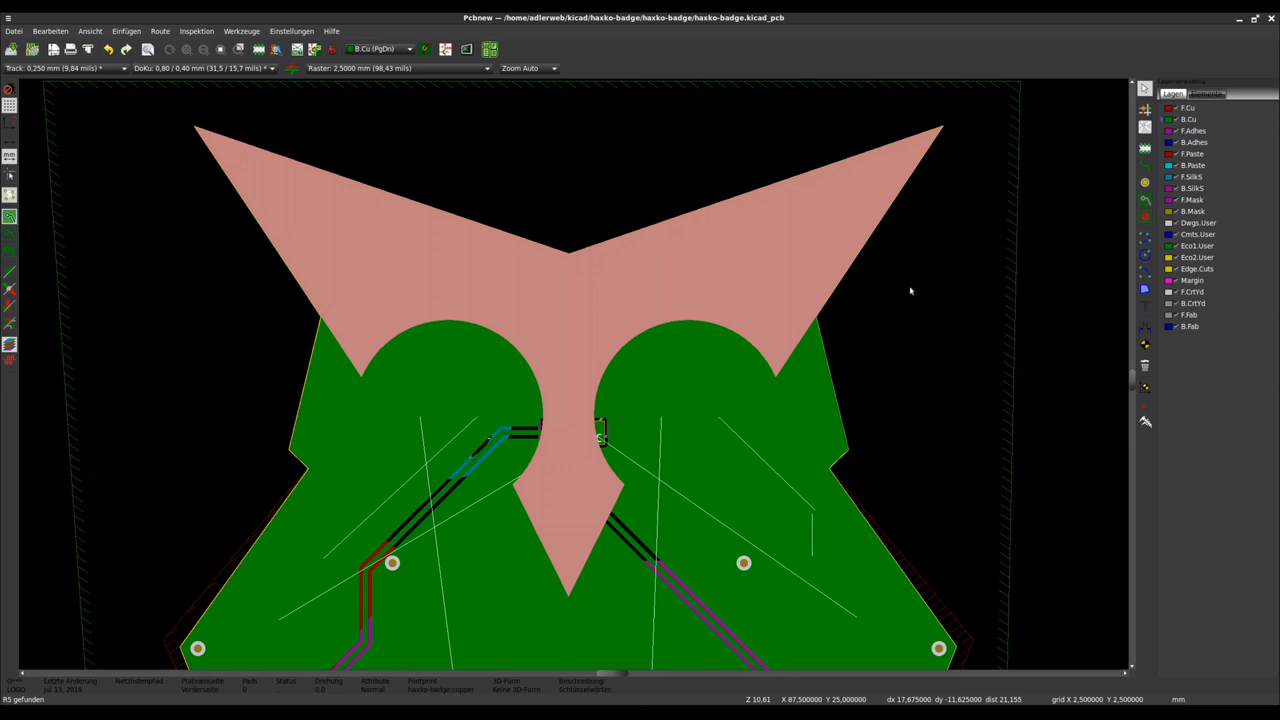 Pcbnew — /home/adlerweb/kicad/haxko-badge/haxko-badge/haxko-badge.kicad_pcb
Datei Bearbeiten Ansicht Einfügen Route Inspektion Werkzeuge Einstellungen Hilfe
B.Cu (PgDn)
Track: 0,250 mm (9,84 mils) * DoKu: 0,80 / 0,40 mm (31,5 / 15,7 mils) * Raster: 2,5000 mm (98,43 mils) Zoom Auto
Lagen Elemente
F.Cu
B.Cu
F.Adhes
B.Adhes
F.Paste
B.Paste
F.SilkS
B.SilkS
F.Mask
B.Mask
Dwgs.User
Cmts.User
Eco1.User
Eco2.User
Edge.Cuts
Margin
F.CrtYd
B.CrtYd
F.Fab
B.Fab
mm
G*** Letzte Änderung Netzlistenpfad Platinenseite Pads Status Drehung Attribute Footprint 3D-Form Beschreibung:
LOGO Jul 13, 2019 Vorderseite 0 .. 0,0 Normal haxko-badge:copper Keine 3D-Form Schlüsselwörter:
R5 gefunden Z 10,61 X 87,500000 Y 25,000000 dx 17,675000 dy -11,625000 dist 21,155 grid X 2,500000 Y 2,500000 mm